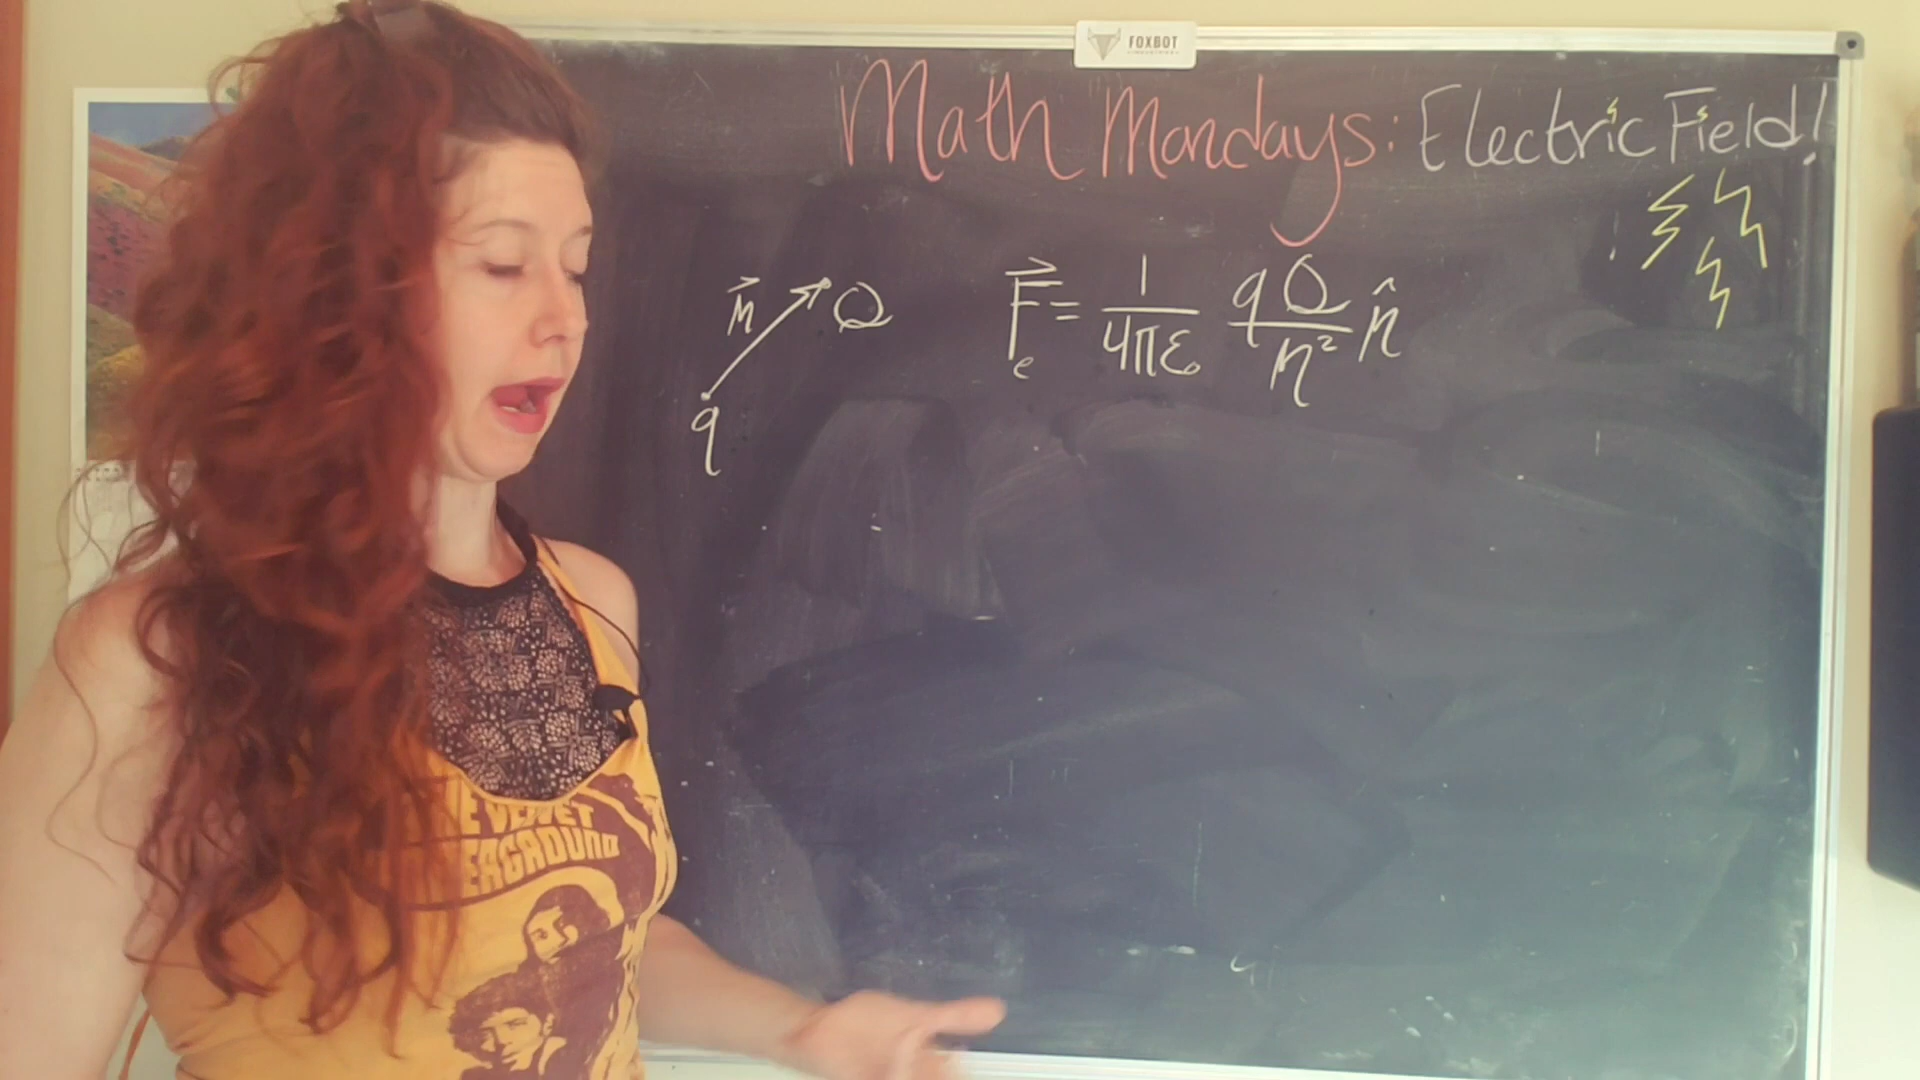 FOXBOT
Math Mondays: Electric Field!
r⃗ Q
q
F⃗e = 1/4πε₀ qQ/r² r̂
THE VELVET
UNDERGROUND